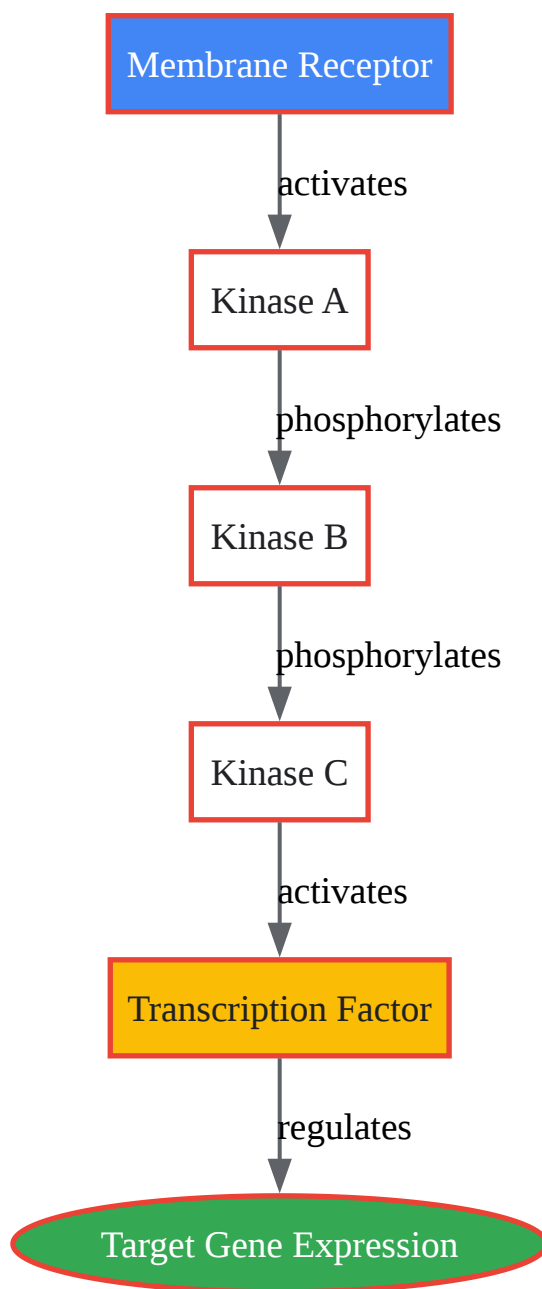 Membrane Receptor
activates
Kinase A
phosphorylates
Kinase B
phosphorylates
Kinase C
activates
Transcription Factor
regulates
Target Gene Expression